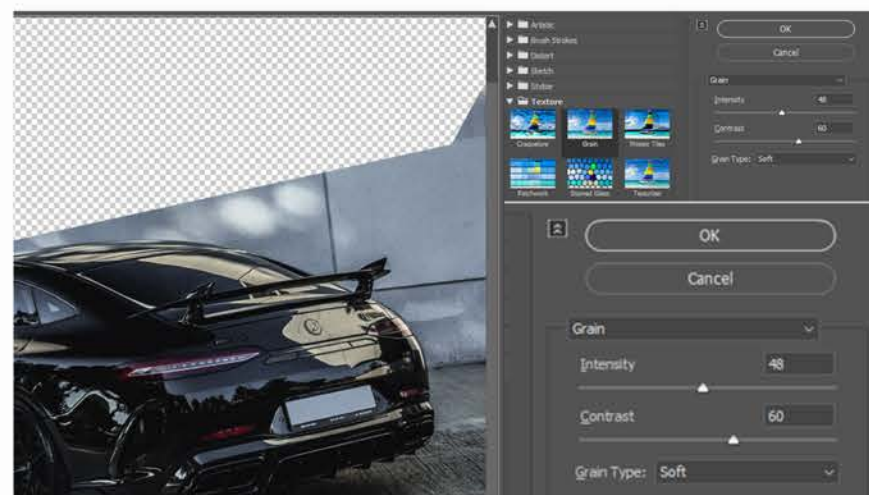 Artistic
Brush Strokes
Distort
Sketch
Stylize
Texture
Craquelure
Grain
Mosaic Tiles
Patchwork
Stained Glass
Texturizer
OK
Cancel
Grain
Intensity
48
Contrast
60
Grain Type: Soft
OK
Cancel
Grain
Intensity
48
Contrast
60
Grain Type: Soft